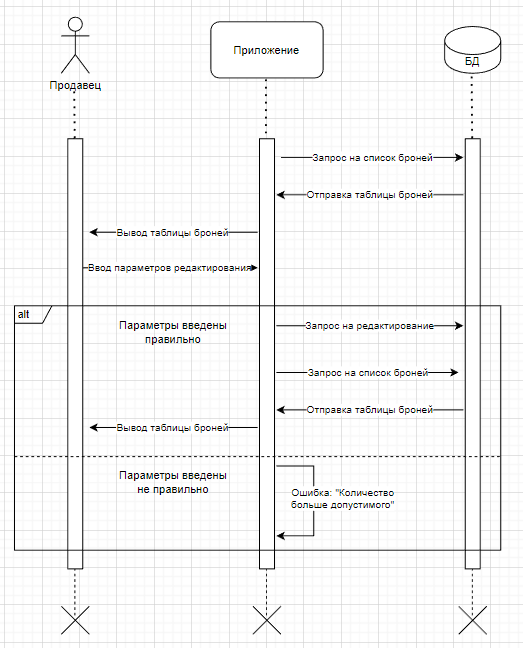 Продавец
Приложение
БД
Запрос на список броней
Отправка таблицы броней
Вывод таблицы броней
Ввод параметров редактирования
alt
Параметры введены
правильно
Запрос на редактирование
Запрос на список броней
Отправка таблицы броней
Вывод таблицы броней
Параметры введены
не правильно
Ошибка: "Количество
больше допустимого"